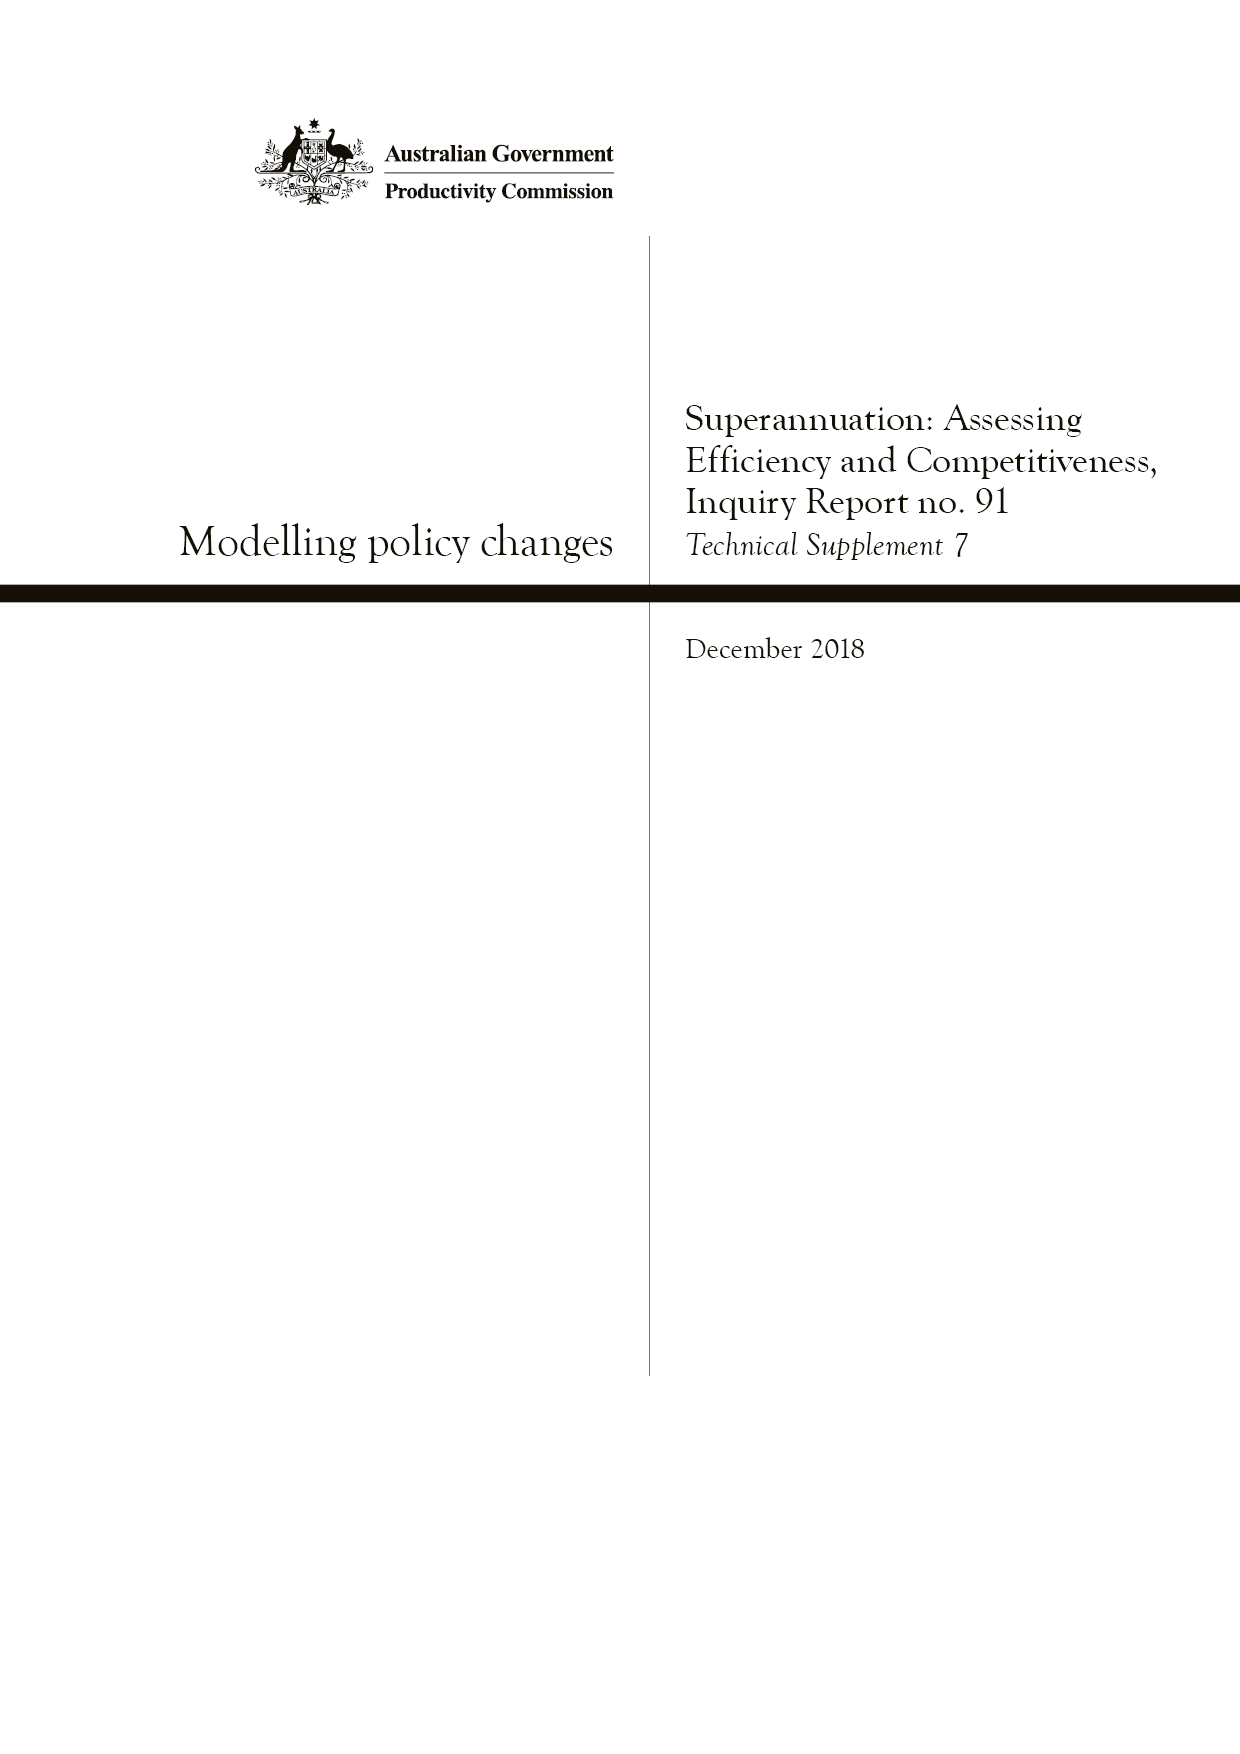 Australian Government
Productivity Commission
AUSTRALIA
Modelling policy changes
Superannuation: Assessing
Efficiency and Competitiveness,
Inquiry Report no. 91
Technical Supplement 7
December 2018